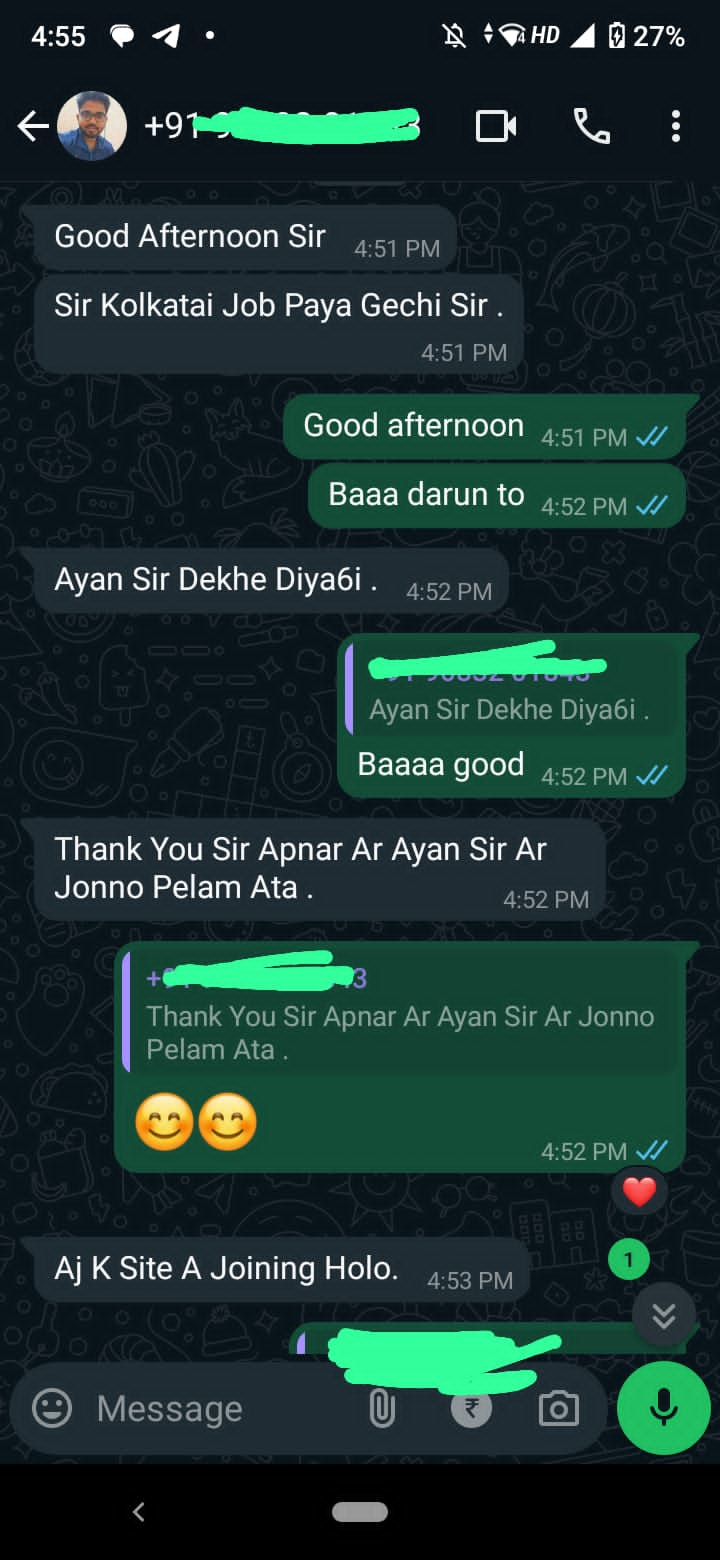 4:55
4 HD 27%
+91
Good Afternoon Sir 4:51 PM
Sir Kolkatai Job Paya Gechi Sir .
4:51 PM
Good afternoon 4:51 PM
Baaa darun to 4:52 PM
Ayan Sir Dekhe Diya6i . 4:52 PM
Ayan Sir Dekhe Diya6i .
Baaaa good 4:52 PM
Thank You Sir Apnar Ar Ayan Sir Ar
Jonno Pelam Ata . 4:52 PM
Thank You Sir Apnar Ar Ayan Sir Ar Jonno
Pelam Ata .
😊😊
4:52 PM
❤️
Aj K Site A Joining Holo. 4:53 PM
1
Message ₹